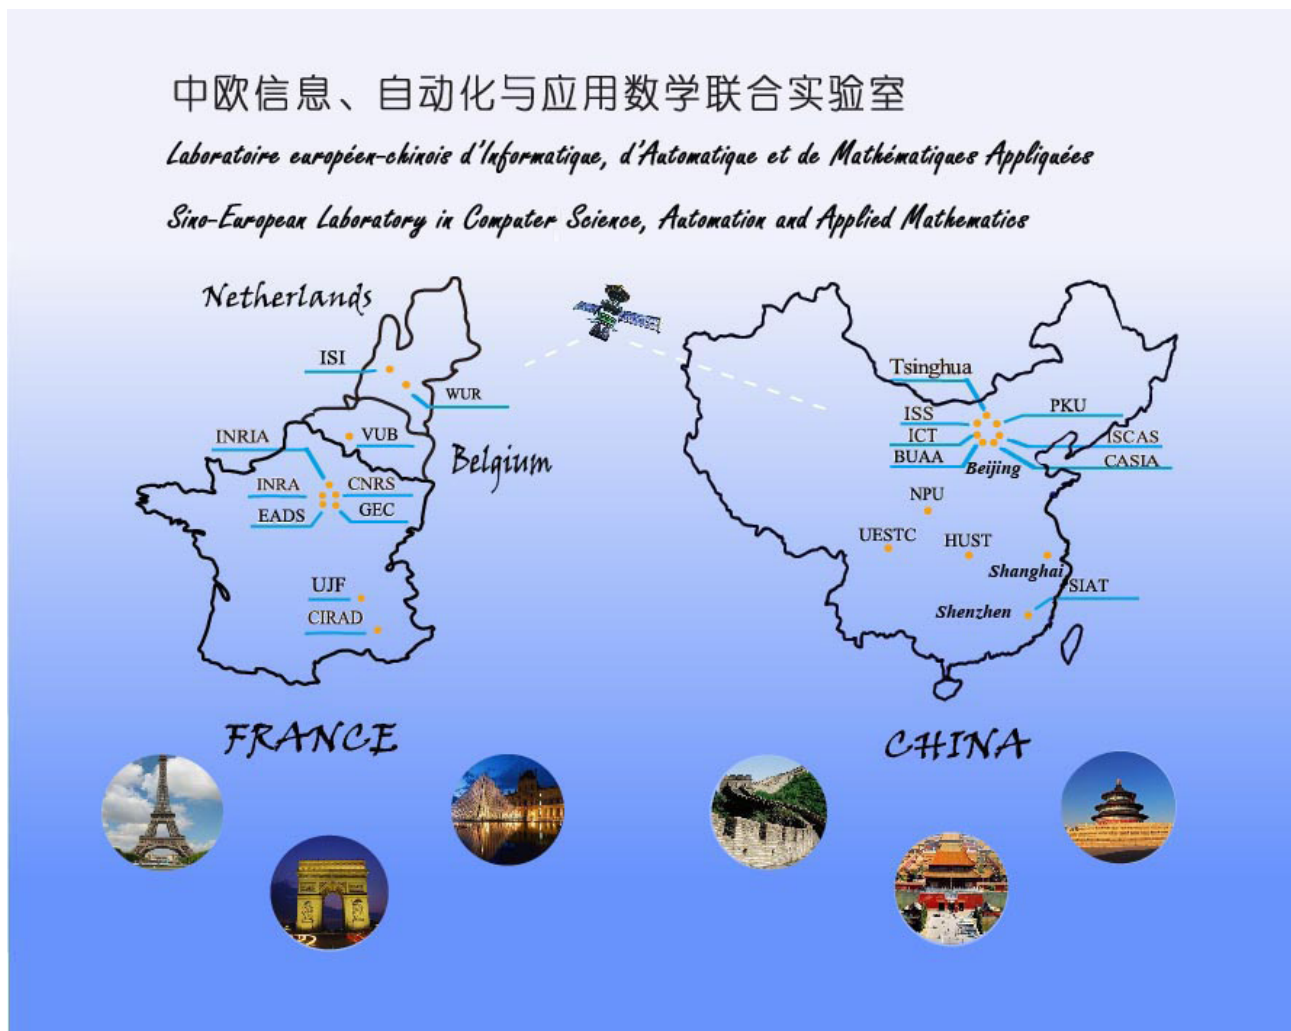 中欧信息、自动化与应用数学联合实验室
Laboratoire européen-chinois d'Informatique, d'Automatique et de Mathématiques Appliquées
Sino-European Laboratory in Computer Science, Automation and Applied Mathematics
Netherlands
ISI
WUR
INRIA
VUB
Belgium
INRA
CNRS
EADS
GEC
UJF
CIRAD
FRANCE
Tsinghua
ISS
PKU
ICT
ISCAS
BUAA
Beijing
CASIA
NPU
UESTC
HUST
Shanghai
SIAT
Shenzhen
CHINA